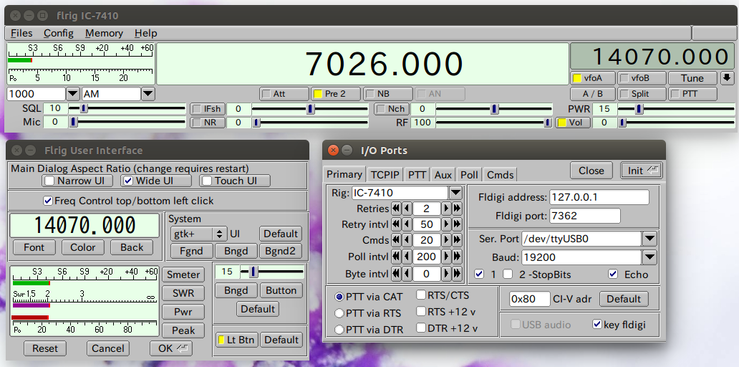 flrig IC-7410
Files Config Memory Help
S3 S6 S9 +20 +40 +60
Po 5 10 15 20 25
7026.000
14070.000
vfoA vfoB Tune
1000 AM Att Pre 2 NB AN A / B Split PTT
SQL 10 IFsh 0 Nch 0 PWR 15
Mic 0 NR 0 RF 100 Vol 0
Flrig User Interface
Main Dialog Aspect Ratio (change requires restart)
Narrow UI Wide UI Touch UI
Freq Control top/bottom left click
14070.000
Font Color Back
System
gtk+ UI Default
Fgnd Bngd Bgnd2
S3 S6 S9 +20 +40 +60
Swr 1.5 2 3 ∞
Po 20 40 60 80
Smeter
SWR
Pwr
Peak
15
Bngd Button
Default
Lt Btn Default
Reset Cancel OK
I/O Ports
Primary TCPIP PTT Aux Poll Cmds
Close Init
Rig: IC-7410
Retries 2
Retry intvl 50
Cmds 20
Poll intvl 200
Byte intvl 0
Fldigi address: 127.0.0.1
Fldigi port: 7362
Ser. Port /dev/ttyUSB0
Baud: 19200
1 2 -StopBits Echo
PTT via CAT RTS/CTS
PTT via RTS RTS +12 v
PTT via DTR DTR +12 v
0x80 CI-V adr Default
USB audio key fldigi